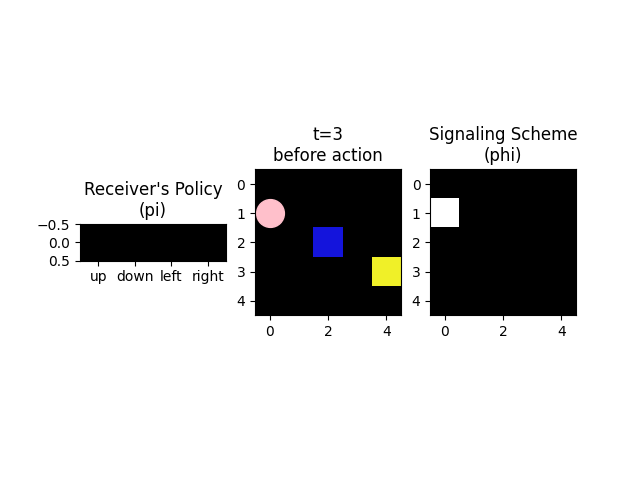 Receiver's Policy
(pi)
−0.5
0.0
0.5
up down left right
t=3
before action
0
1
2
3
4
0 2 4
Signaling Scheme
(phi)
0
1
2
3
4
0 2 4